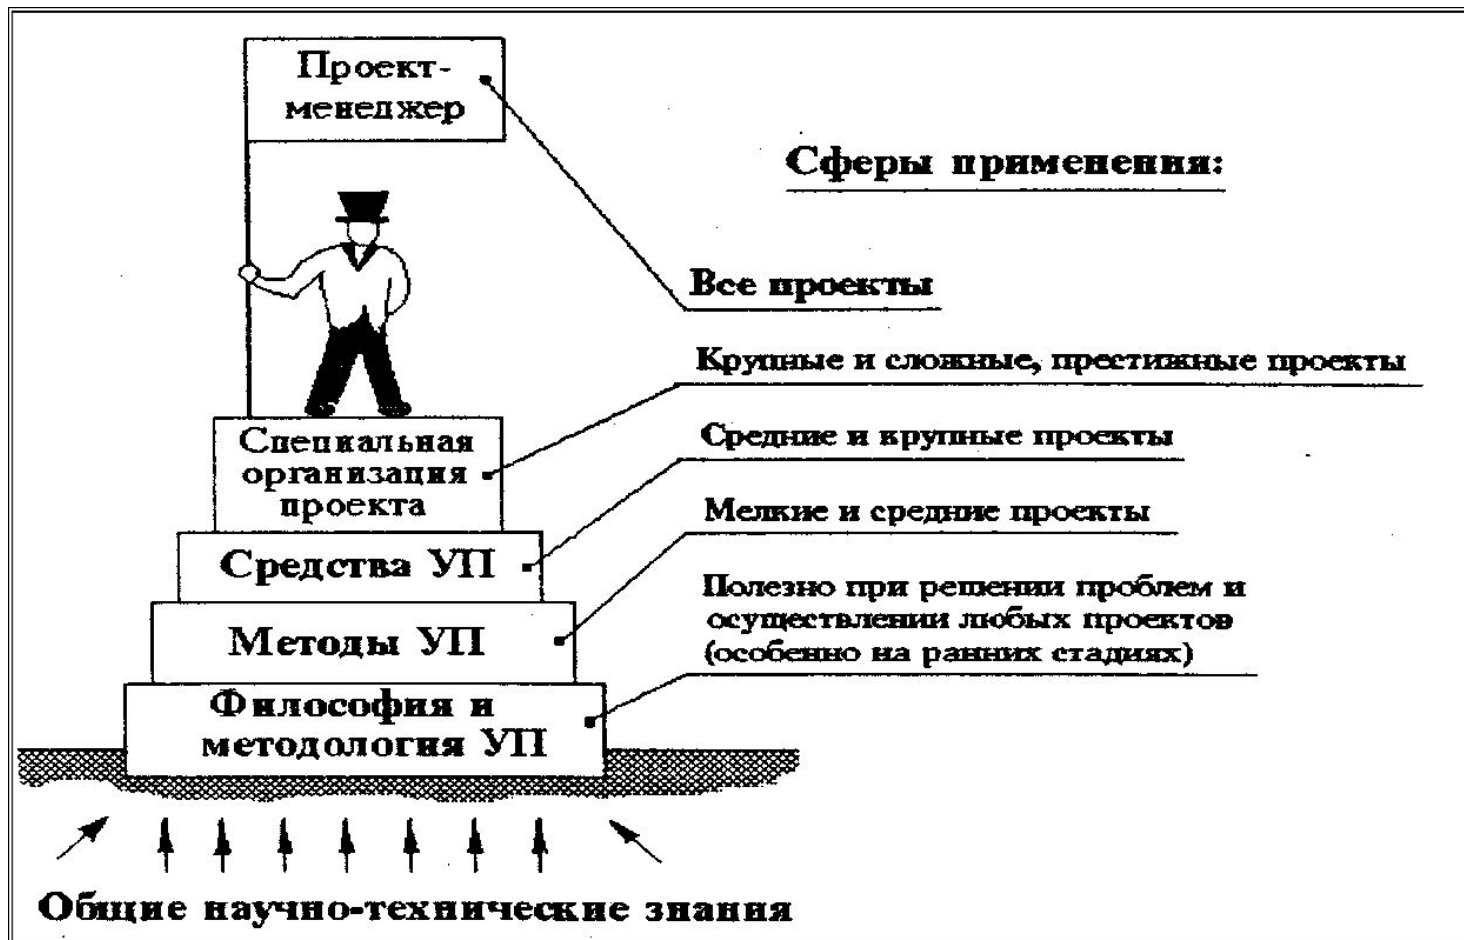 Проект-
менеджер
Сферы применения:
Все проекты
Крупные и сложные, престижные проекты
Специальная
организация
проекта
Средние и крупные проекты
Средства УП
Мелкие и средние проекты
Методы УП
Полезно при решении проблем и
осуществлении любых проектов
(особенно на ранних стадиях)
Философия и
методология УП
Общие научно-технические знания